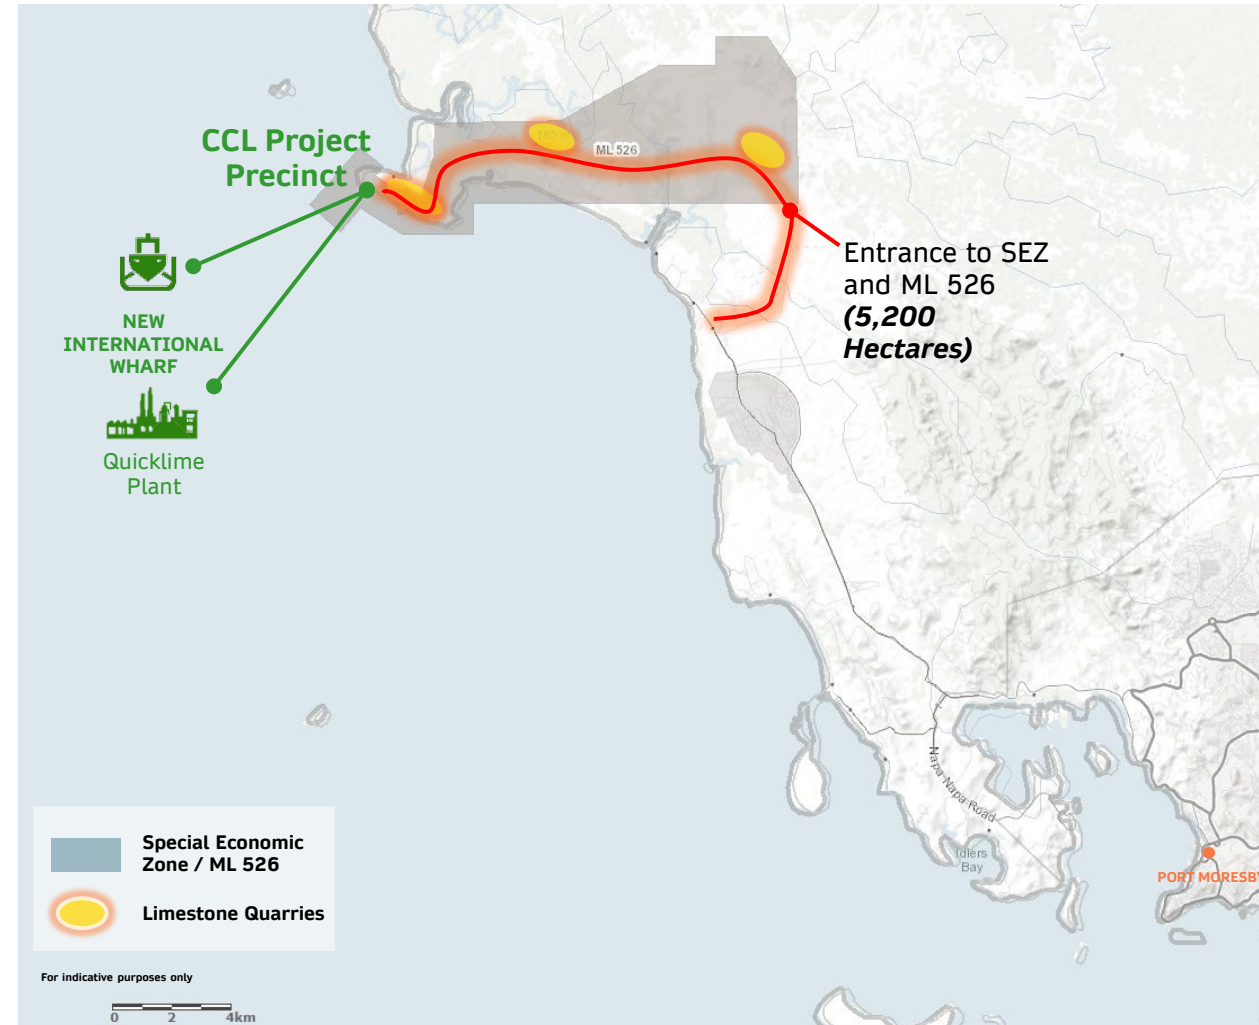 CCL Project
Precinct
NEW
INTERNATIONAL
WHARF
Quicklime
Plant
165 m
ML 526
Entrance to SEZ
and ML 526
(5,200
Hectares)
Napa Napa Road
Idlers
Bay
PORT MORESBY
Special Economic
Zone / ML 526
Limestone Quarries
For indicative purposes only
0 2 4km